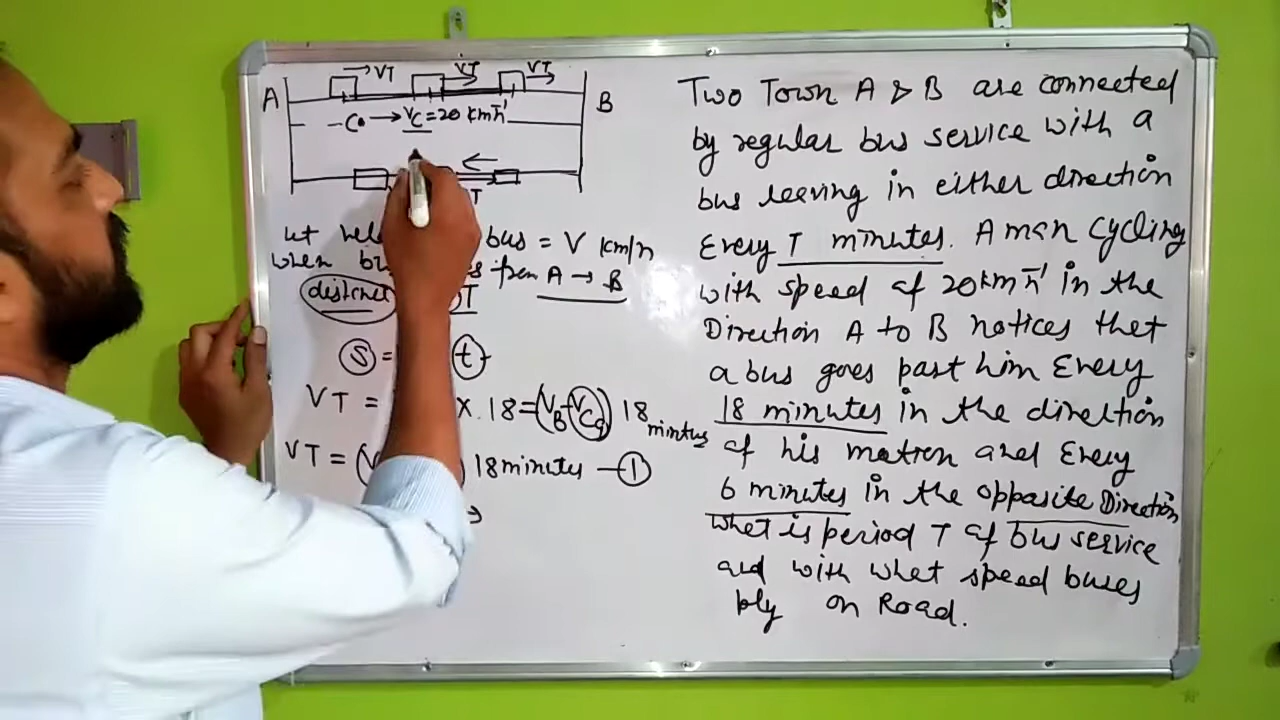 → VT VT VT
A B
C → VC = 20 kmh⁻¹
←
T
Let bus = V km/h
when from A → B
distance T
S = t
VT = × 18 = (VB - VC) 18 mintus
VT = ( 18 minutes — ①
→
Two Town A & B are connected
by regular bus service with a
bus leeving in either direction
Every T minutes. A man cycling
with speed of 20 km h⁻¹ in the
Direction A to B notices that
a bus goes past him Every
18 minutes in the direction
of his motion and Every
6 minutes in the opposite Direction
what is period T of bus service
and with what speed buses
ply on Road.